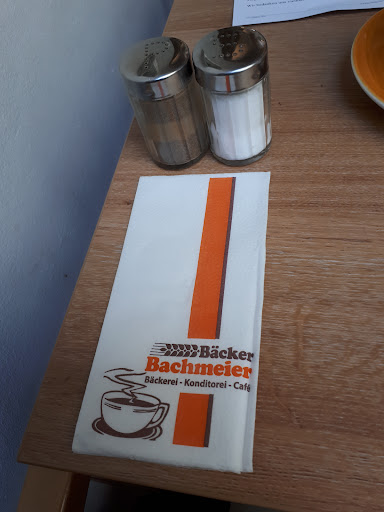 Bäcker
Bachmeier
Bäckerei - Konditorei - Café